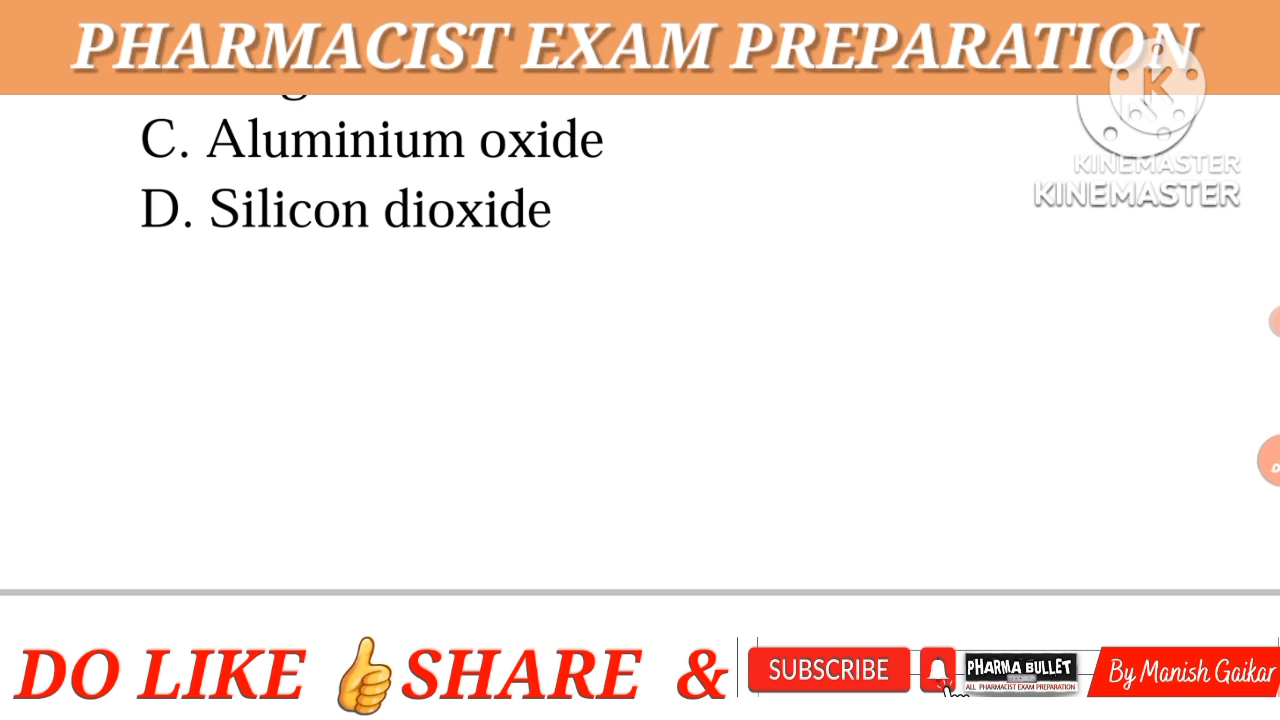 PHARMACIST EXAM PREPARATION
C. Aluminium oxide
D. Silicon dioxide
KINEMASTER
KINEMASTER
DO LIKE 👍 SHARE &
SUBSCRIBE
PHARMA BULLET
ALL PHARMACIST EXAM PREPARATION
By Manish Gaikar